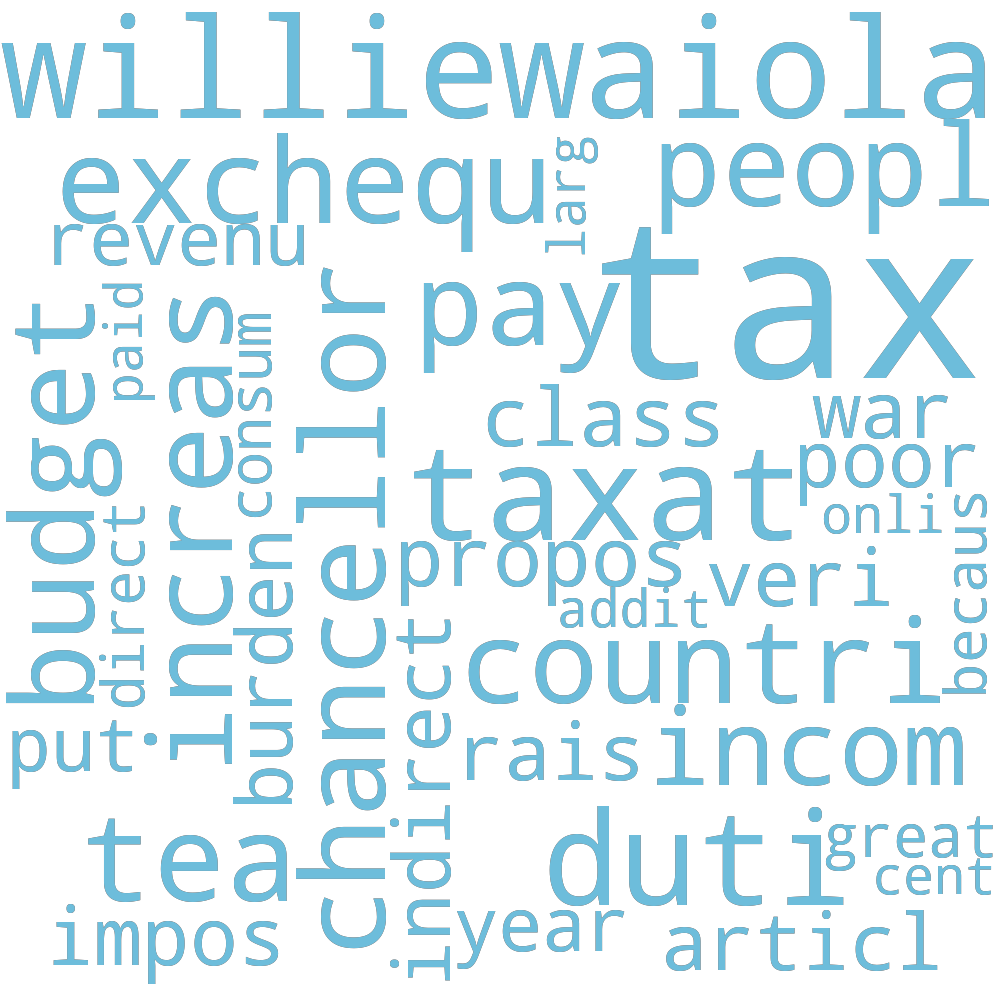 williewaiola
exchequ
larg
peopl
revenu
tax
pay
budget
paid
increas
consum
chancellor
class
war
poor
taxat
onli
becaus
direct
burden
propos
veri
addit
indirect
countri
put
rais
incom
tea
duti
great
cent
impos
year
articl